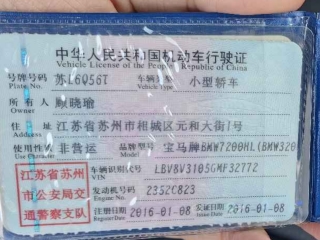 中华人民共和国机动车行驶证
Vehicle License of the People's Republic of China
号牌号码 苏L6Q56T 车辆类型 小型轿车
Plate No. Vehicle Type
所有人 顾晓瑜
Owner
住址 江苏省苏州市相城区元和大街1号
Address
使用性质 非营运 品牌型号 宝马牌BMW7200HL(BMW320
Use Character
江苏省苏州
市公安局交
通警察支队
车辆识别代号 LBV8V3105GMF32772
VIN
发动机号码 2352C823
Engine No.
注册日期 2016-01-08 发证日期 2016-01-08
Register Date Issue Date